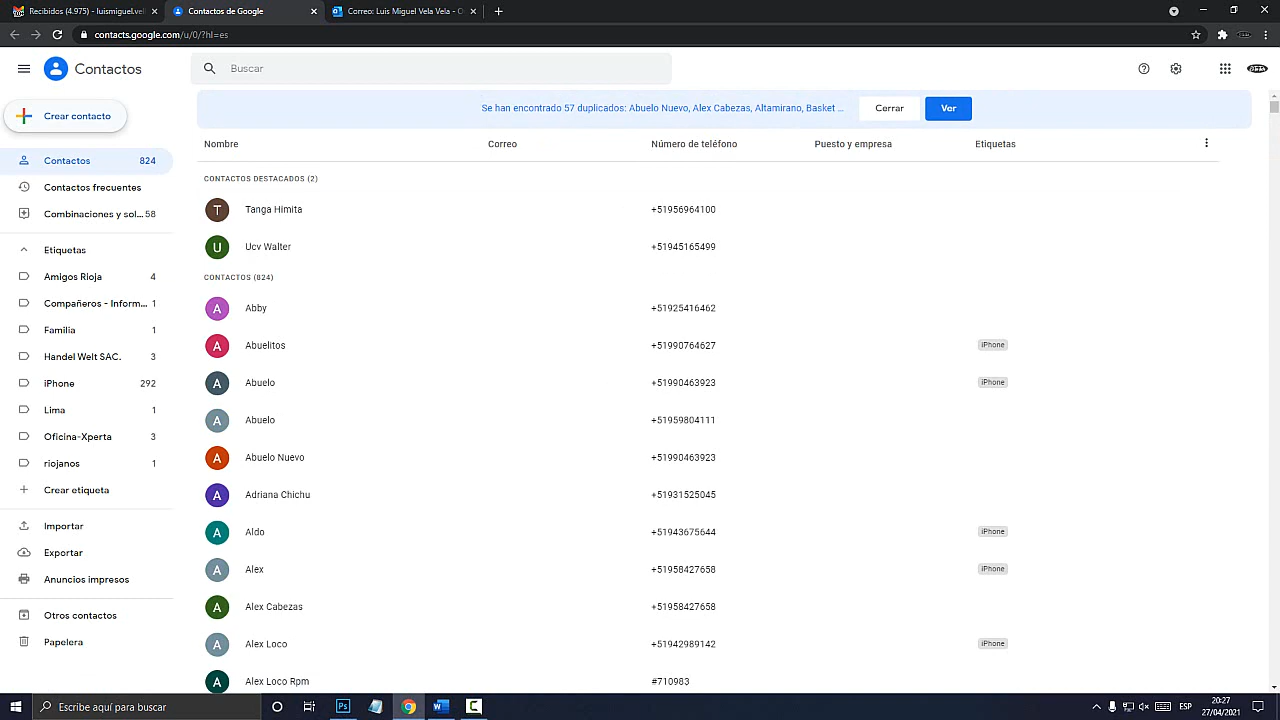 Recibidos (4.975) - luismiguel.vel
Contactos de Google
Correo: Luis Miguel Vela Vela - O
contacts.google.com/u/0/?hl=es
Contactos
Buscar
Crear contacto
Se han encontrado 57 duplicados: Abuelo Nuevo, Alex Cabezas, Altamirano, Basket ...
Cerrar
Ver
Contactos 824
Contactos frecuentes
Combinaciones y sol... 58
Etiquetas
Amigos Rioja 4
Compañeros - Inform... 1
Familia 1
Handel Welt SAC. 3
iPhone 292
Lima 1
Oficina-Xperta 3
riojanos 1
Crear etiqueta
Importar
Exportar
Anuncios impresos
Otros contactos
Papelera
Nombre Correo Número de teléfono Puesto y empresa Etiquetas
CONTACTOS DESTACADOS (2)
T Tanga Himita +51956964100
U Ucv Walter +51945165499
CONTACTOS (824)
A Abby +51925416462
A Abuelitos +51990764627 iPhone
A Abuelo +51990463923 iPhone
A Abuelo +51959804111
A Abuelo Nuevo +51990463923
A Adriana Chichu +51931525045
A Aldo +51943675644 iPhone
A Alex +51958427658 iPhone
A Alex Cabezas +51958427658
A Alex Loco +51942989142 iPhone
A Alex Loco Rpm #710983
Escribe aquí para buscar
Ps
ESP
20:27
27/04/2021